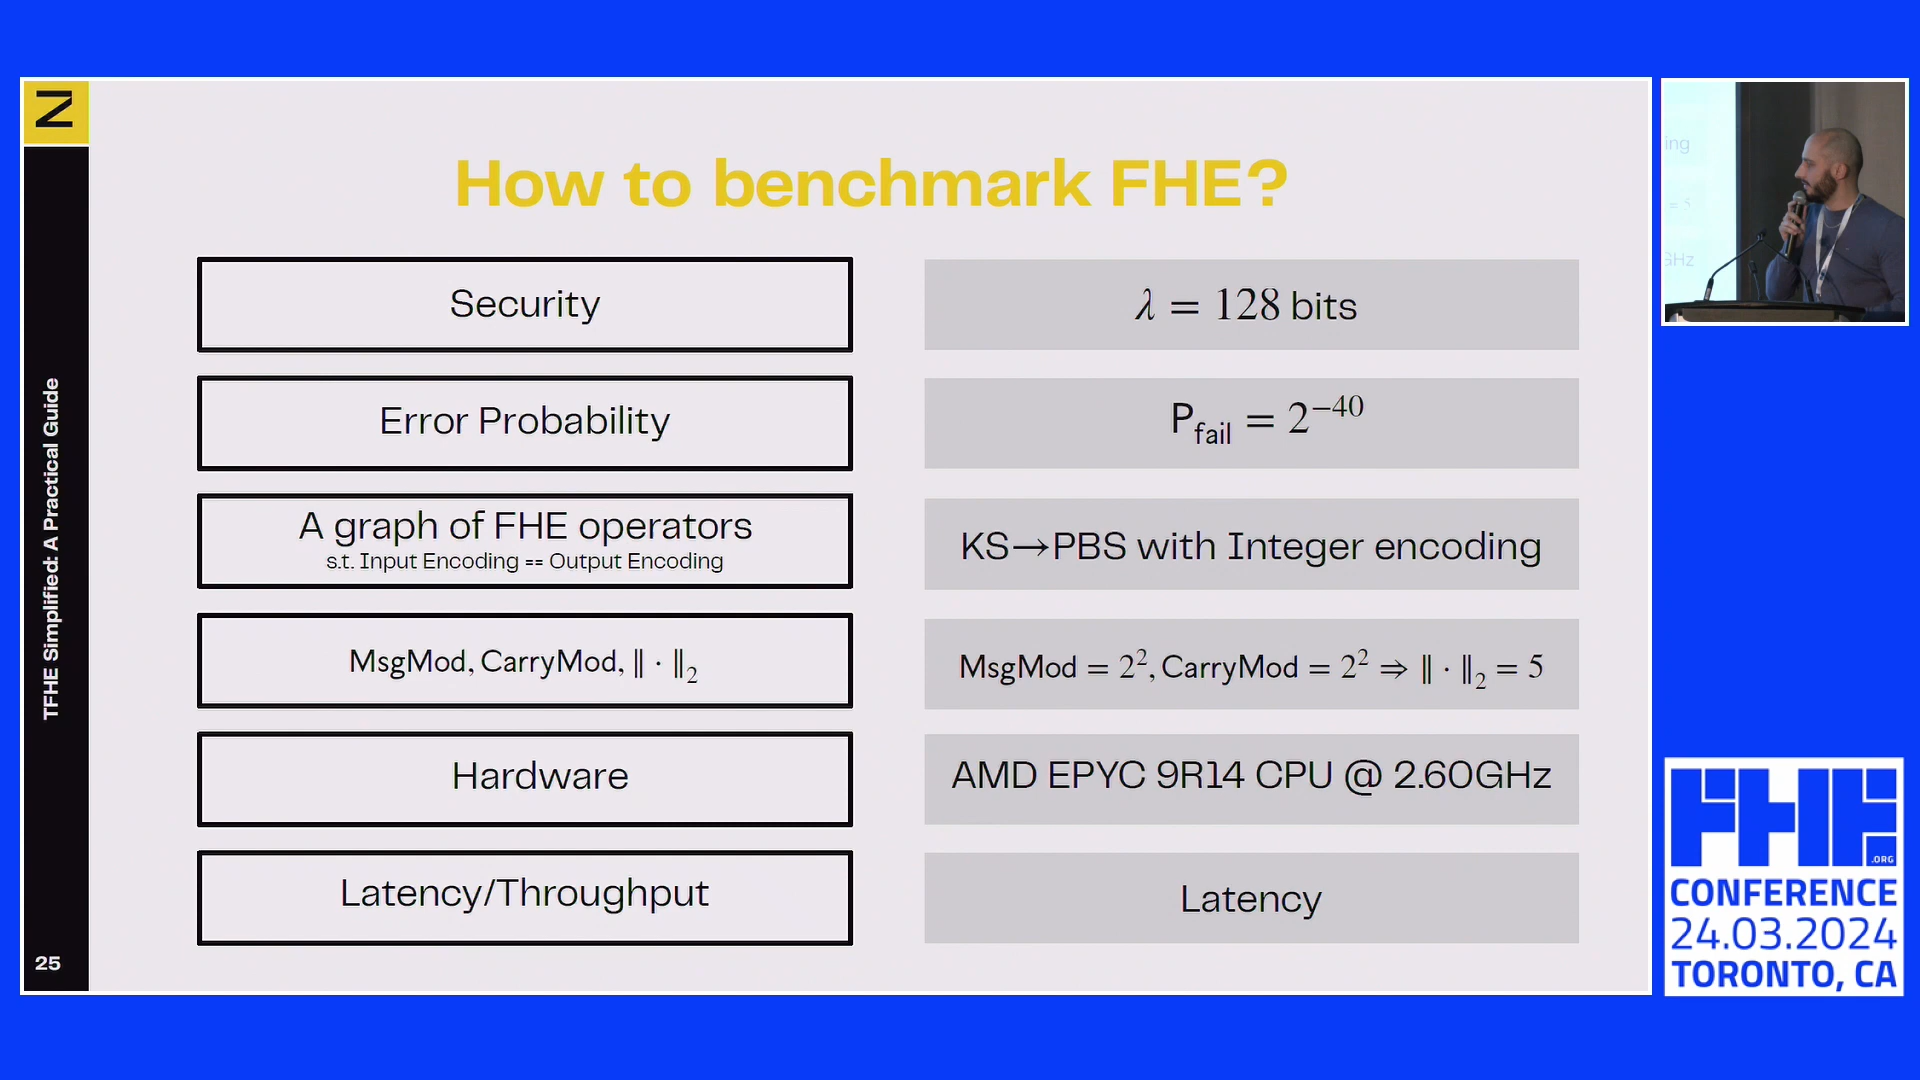 Z
TFHE Simplified: A Practical Guide
25
How to benchmark FHE?
Security
λ = 128 bits
Error Probability
P_fail = 2^−40
A graph of FHE operators
s.t. Input Encoding == Output Encoding
KS→PBS with Integer encoding
MsgMod, CarryMod, ‖ · ‖₂
MsgMod = 2², CarryMod = 2² ⇒ ‖ · ‖₂ = 5
Hardware
AMD EPYC 9R14 CPU @ 2.60GHz
Latency/Throughput
Latency
ing
= 5
GHz
FHE
.ORG
CONFERENCE
24.03.2024
TORONTO, CA